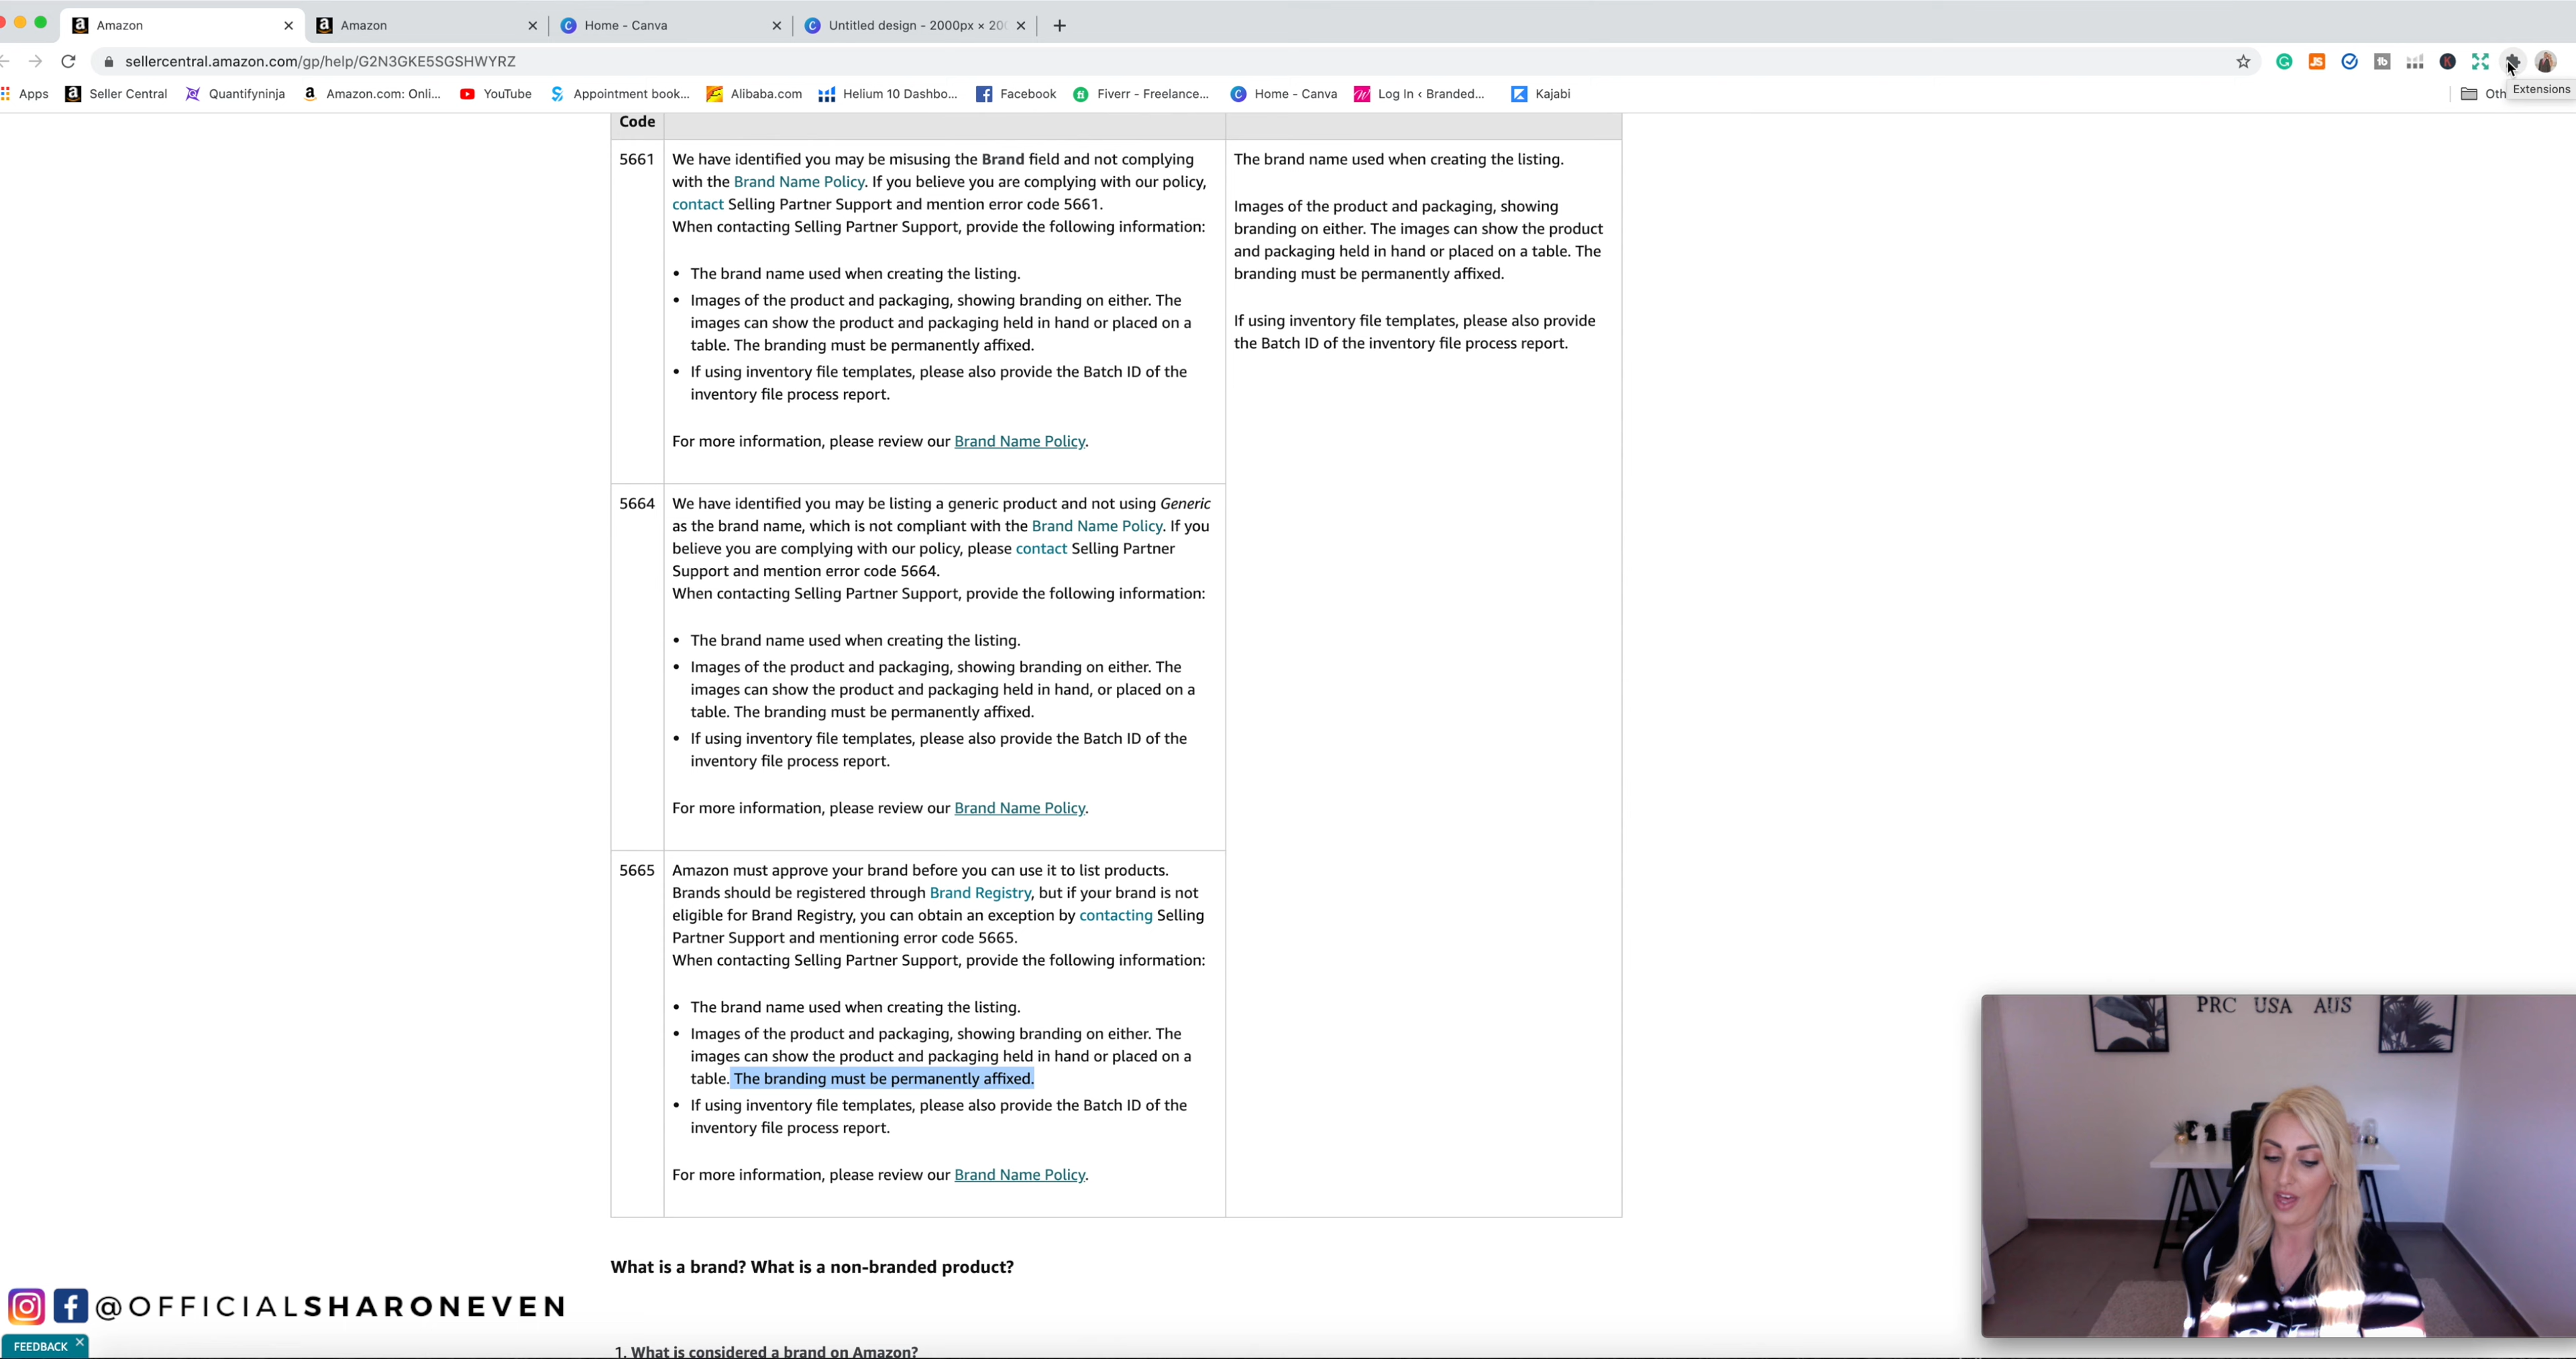 Amazon
Amazon
Home - Canva
Untitled design - 2000px × 20
sellercentral.amazon.com/gp/help/G2N3GKE5SGSHWYRZ
Apps
Seller Central
Quantifyninja
Amazon.com: Onli...
YouTube
Appointment book...
Alibaba.com
Helium 10 Dashbo...
Facebook
Fiverr - Freelance...
Home - Canva
Log In ‹ Branded...
Kajabi
Oth
Extensions
Code
5661
We have identified you may be misusing the Brand field and not complying
with the Brand Name Policy. If you believe you are complying with our policy,
contact Selling Partner Support and mention error code 5661.
When contacting Selling Partner Support, provide the following information:
• The brand name used when creating the listing.
• Images of the product and packaging, showing branding on either. The
images can show the product and packaging held in hand or placed on a
table. The branding must be permanently affixed.
• If using inventory file templates, please also provide the Batch ID of the
inventory file process report.
For more information, please review our Brand Name Policy.
The brand name used when creating the listing.
Images of the product and packaging, showing
branding on either. The images can show the product
and packaging held in hand or placed on a table. The
branding must be permanently affixed.
If using inventory file templates, please also provide
the Batch ID of the inventory file process report.
5664
We have identified you may be listing a generic product and not using Generic
as the brand name, which is not compliant with the Brand Name Policy. If you
believe you are complying with our policy, please contact Selling Partner
Support and mention error code 5664.
When contacting Selling Partner Support, provide the following information:
• The brand name used when creating the listing.
• Images of the product and packaging, showing branding on either. The
images can show the product and packaging held in hand, or placed on a
table. The branding must be permanently affixed.
• If using inventory file templates, please also provide the Batch ID of the
inventory file process report.
For more information, please review our Brand Name Policy.
5665
Amazon must approve your brand before you can use it to list products.
Brands should be registered through Brand Registry, but if your brand is not
eligible for Brand Registry, you can obtain an exception by contacting Selling
Partner Support and mentioning error code 5665.
When contacting Selling Partner Support, provide the following information:
• The brand name used when creating the listing.
• Images of the product and packaging, showing branding on either. The
images can show the product and packaging held in hand or placed on a
table. The branding must be permanently affixed.
• If using inventory file templates, please also provide the Batch ID of the
inventory file process report.
For more information, please review our Brand Name Policy.
What is a brand? What is a non-branded product?
1. What is considered a brand on Amazon?
PRC USA AUS
@OFFICIALSHARONEVEN
FEEDBACK